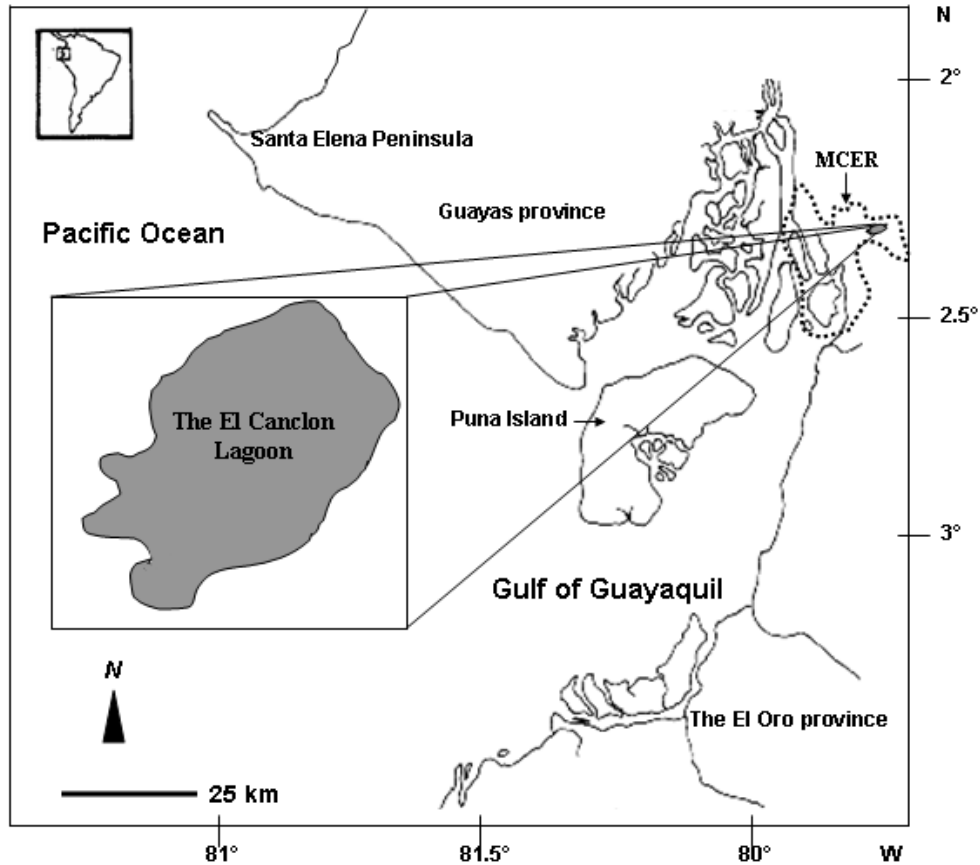 N
2°
Santa Elena Peninsula
MCER
Guayas province
Pacific Ocean
2.5°
The El Canclon
Lagoon
Puna Island
3°
Gulf of Guayaquil
N
The El Oro province
25 km
81°
81.5°
80°
W